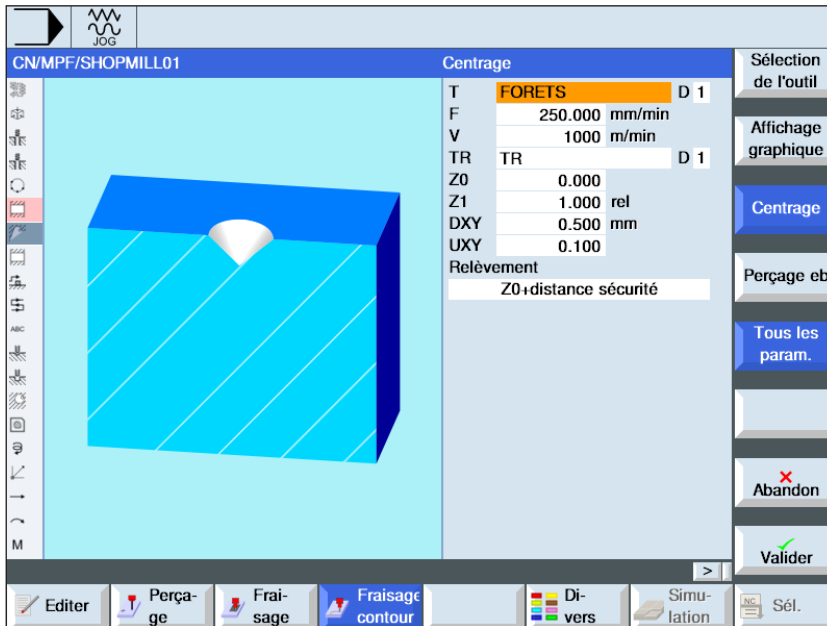 JOG
CN/MPF/SHOPMILL01
Centrage
T FORETS D 1
F 250.000 mm/min
V 1000 m/min
TR TR D 1
Z0 0.000
Z1 1.000 rel
DXY 0.500 mm
UXY 0.100
Relèvement
Z0+distance sécurité
ABC
M
Sélection
de l'outil
Affichage
graphique
Centrage
Perçage eb
Tous les
param.
Abandon
Valider
>
Editer
Perça-
ge
Frai-
sage
Fraisage
contour
Di-
vers
Simu-
lation
NC
Sél.